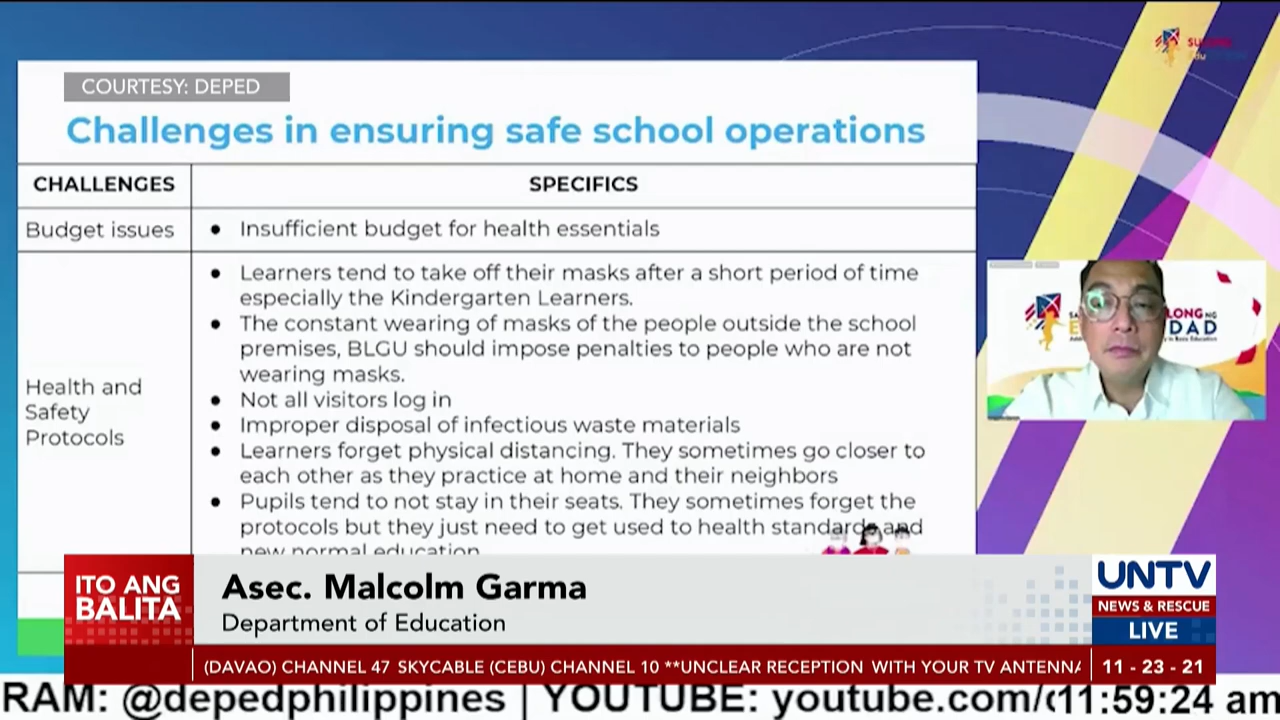 COURTESY: DEPED
Challenges in ensuring safe school operations
CHALLENGES
SPECIFICS
Budget issues
● Insufficient budget for health essentials
Health and
Safety
Protocols
● Learners tend to take off their masks after a short period of time
especially the Kindergarten Learners.
● The constant wearing of masks of the people outside the school
premises, BLGU should impose penalties to people who are not
wearing masks.
● Not all visitors log in
● Improper disposal of infectious waste materials
● Learners forget physical distancing. They sometimes go closer to
each other as they practice at home and their neighbors
● Pupils tend to not stay in their seats. They sometimes forget the
protocols but they just need to get used to health standards and
new normal education
LONG NG
DAD
ITO ANG
BALITA
Asec. Malcolm Garma
Department of Education
UNTV
NEWS & RESCUE
LIVE
(DAVAO) CHANNEL 47 SKYCABLE (CEBU) CHANNEL 10 **UNCLEAR RECEPTION WITH YOUR TV ANTENNA
11 - 23 - 21
RAM: @depedphilippines | YOUTUBE: youtube.com/
11:59:24 am